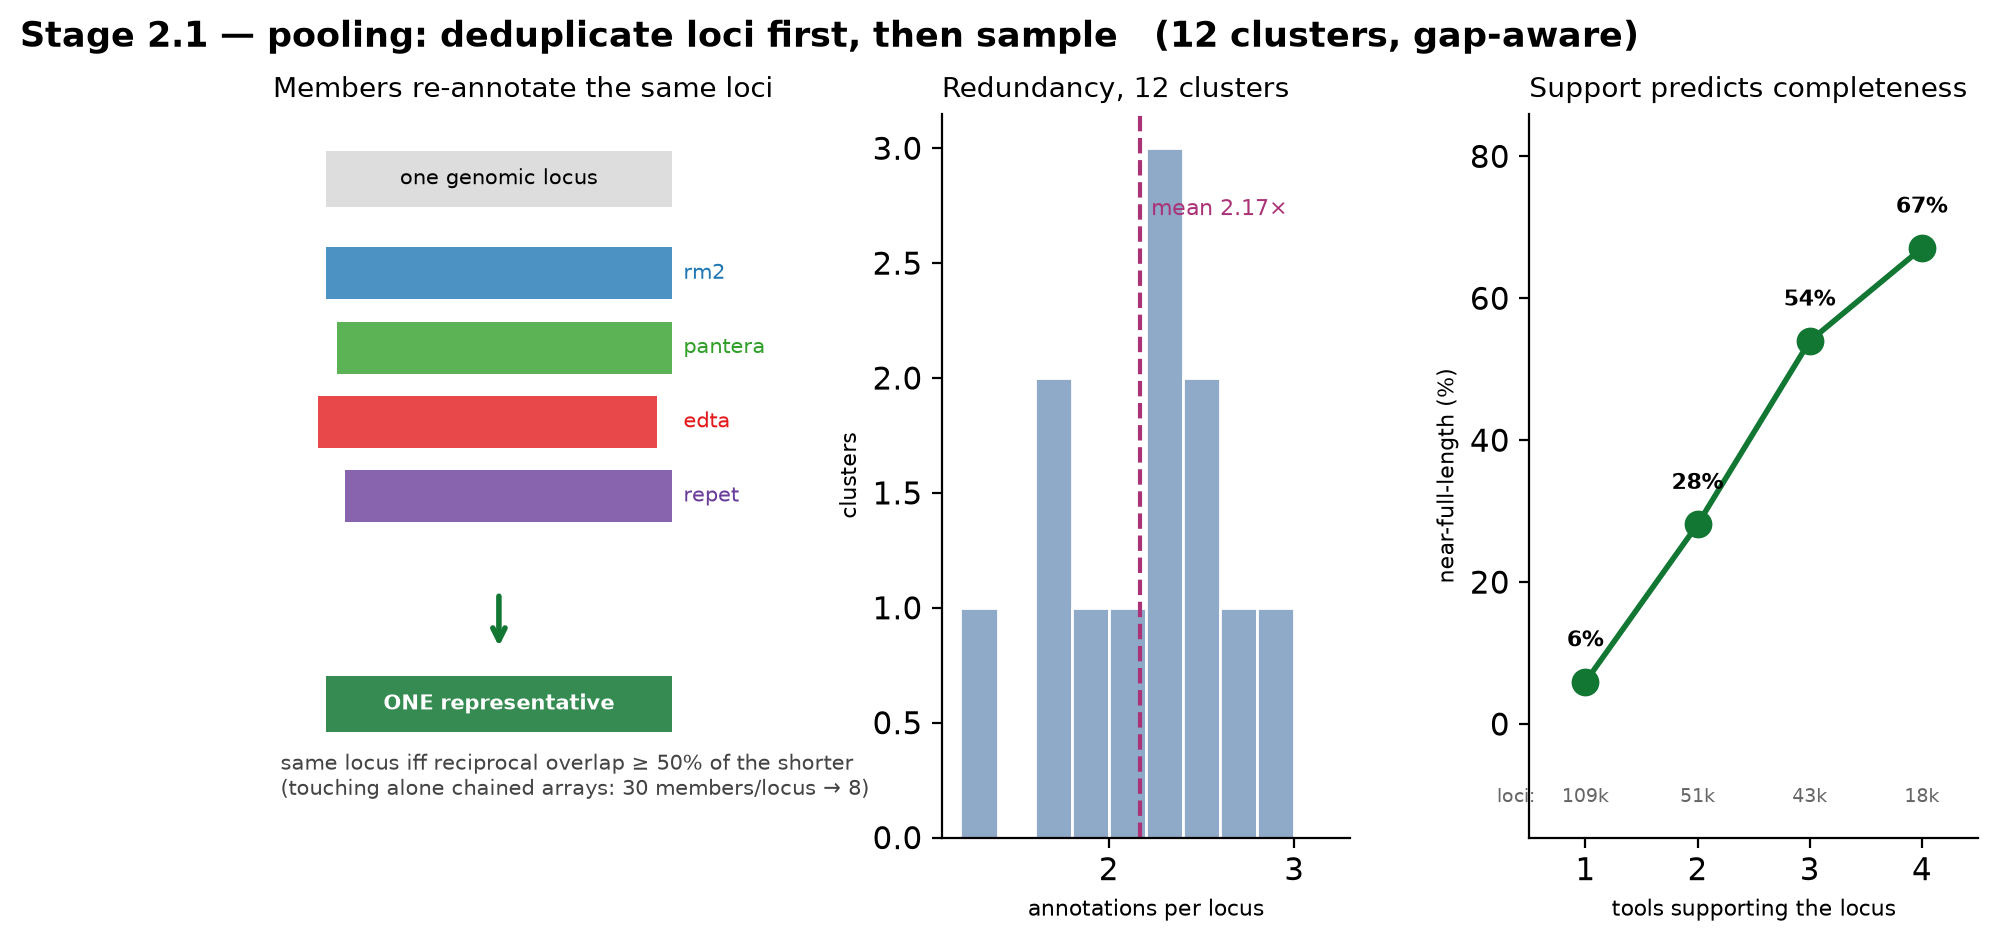 Stage 2.1 — pooling: deduplicate loci first, then sample   (12 clusters, gap-aware)
Members re-annotate the same loci
one genomic locus
rm2
pantera
edta
repet
ONE representative
same locus iff reciprocal overlap ≥ 50% of the shorter
(touching alone chained arrays: 30 members/locus → 8)
Redundancy, 12 clusters
clusters
3.0
2.5
2.0
1.5
1.0
0.5
0.0
mean 2.17×
2 3
annotations per locus
Support predicts completeness
near-full-length (%)
80
60
40
20
0
67%
54%
28%
6%
loci: 109k 51k 43k 18k
1 2 3 4
tools supporting the locus